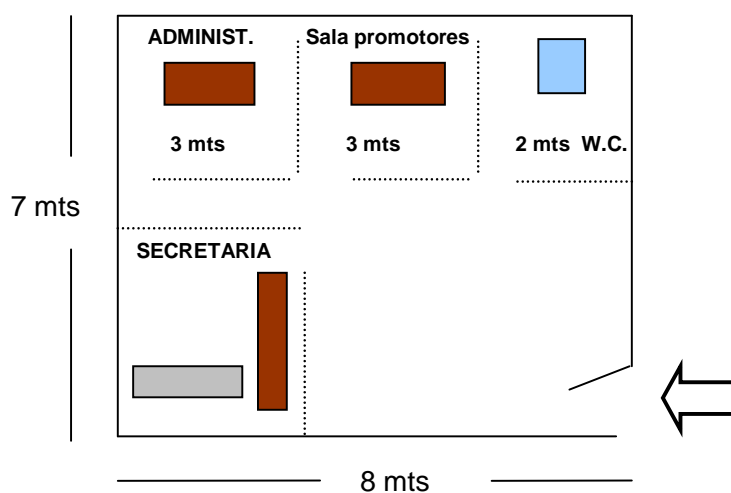 ADMINIST.
Sala promotores
3 mts
3 mts
2 mts W.C.
7 mts
SECRETARIA
8 mts